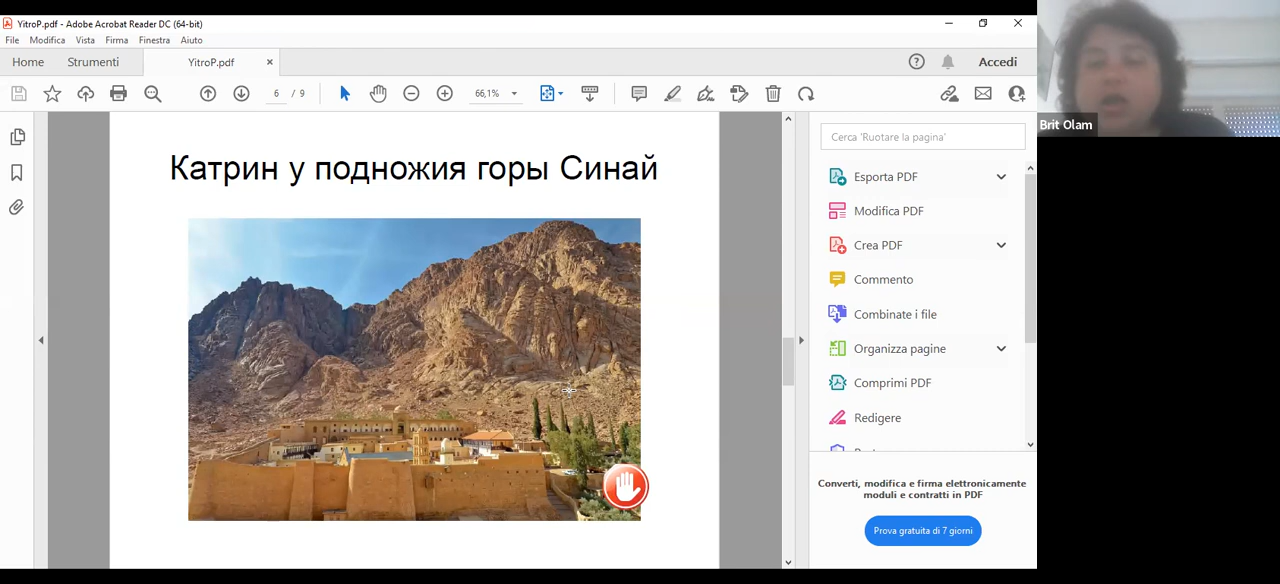 YitroP.pdf - Adobe Acrobat Reader DC (64-bit)
File Modifica Vista Firma Finestra Aiuto
Home Strumenti YitroP.pdf Accedi
6 / 9 66,1%
Brit Olam
Cerca 'Ruotare la pagina'
Катрин у подножия горы Синай
Esporta PDF
Modifica PDF
Crea PDF
Commento
Combinate i file
Organizza pagine
Comprimi PDF
Redigere
Converti, modifica e firma elettronicamente
moduli e contratti in PDF
Prova gratuita di 7 giorni